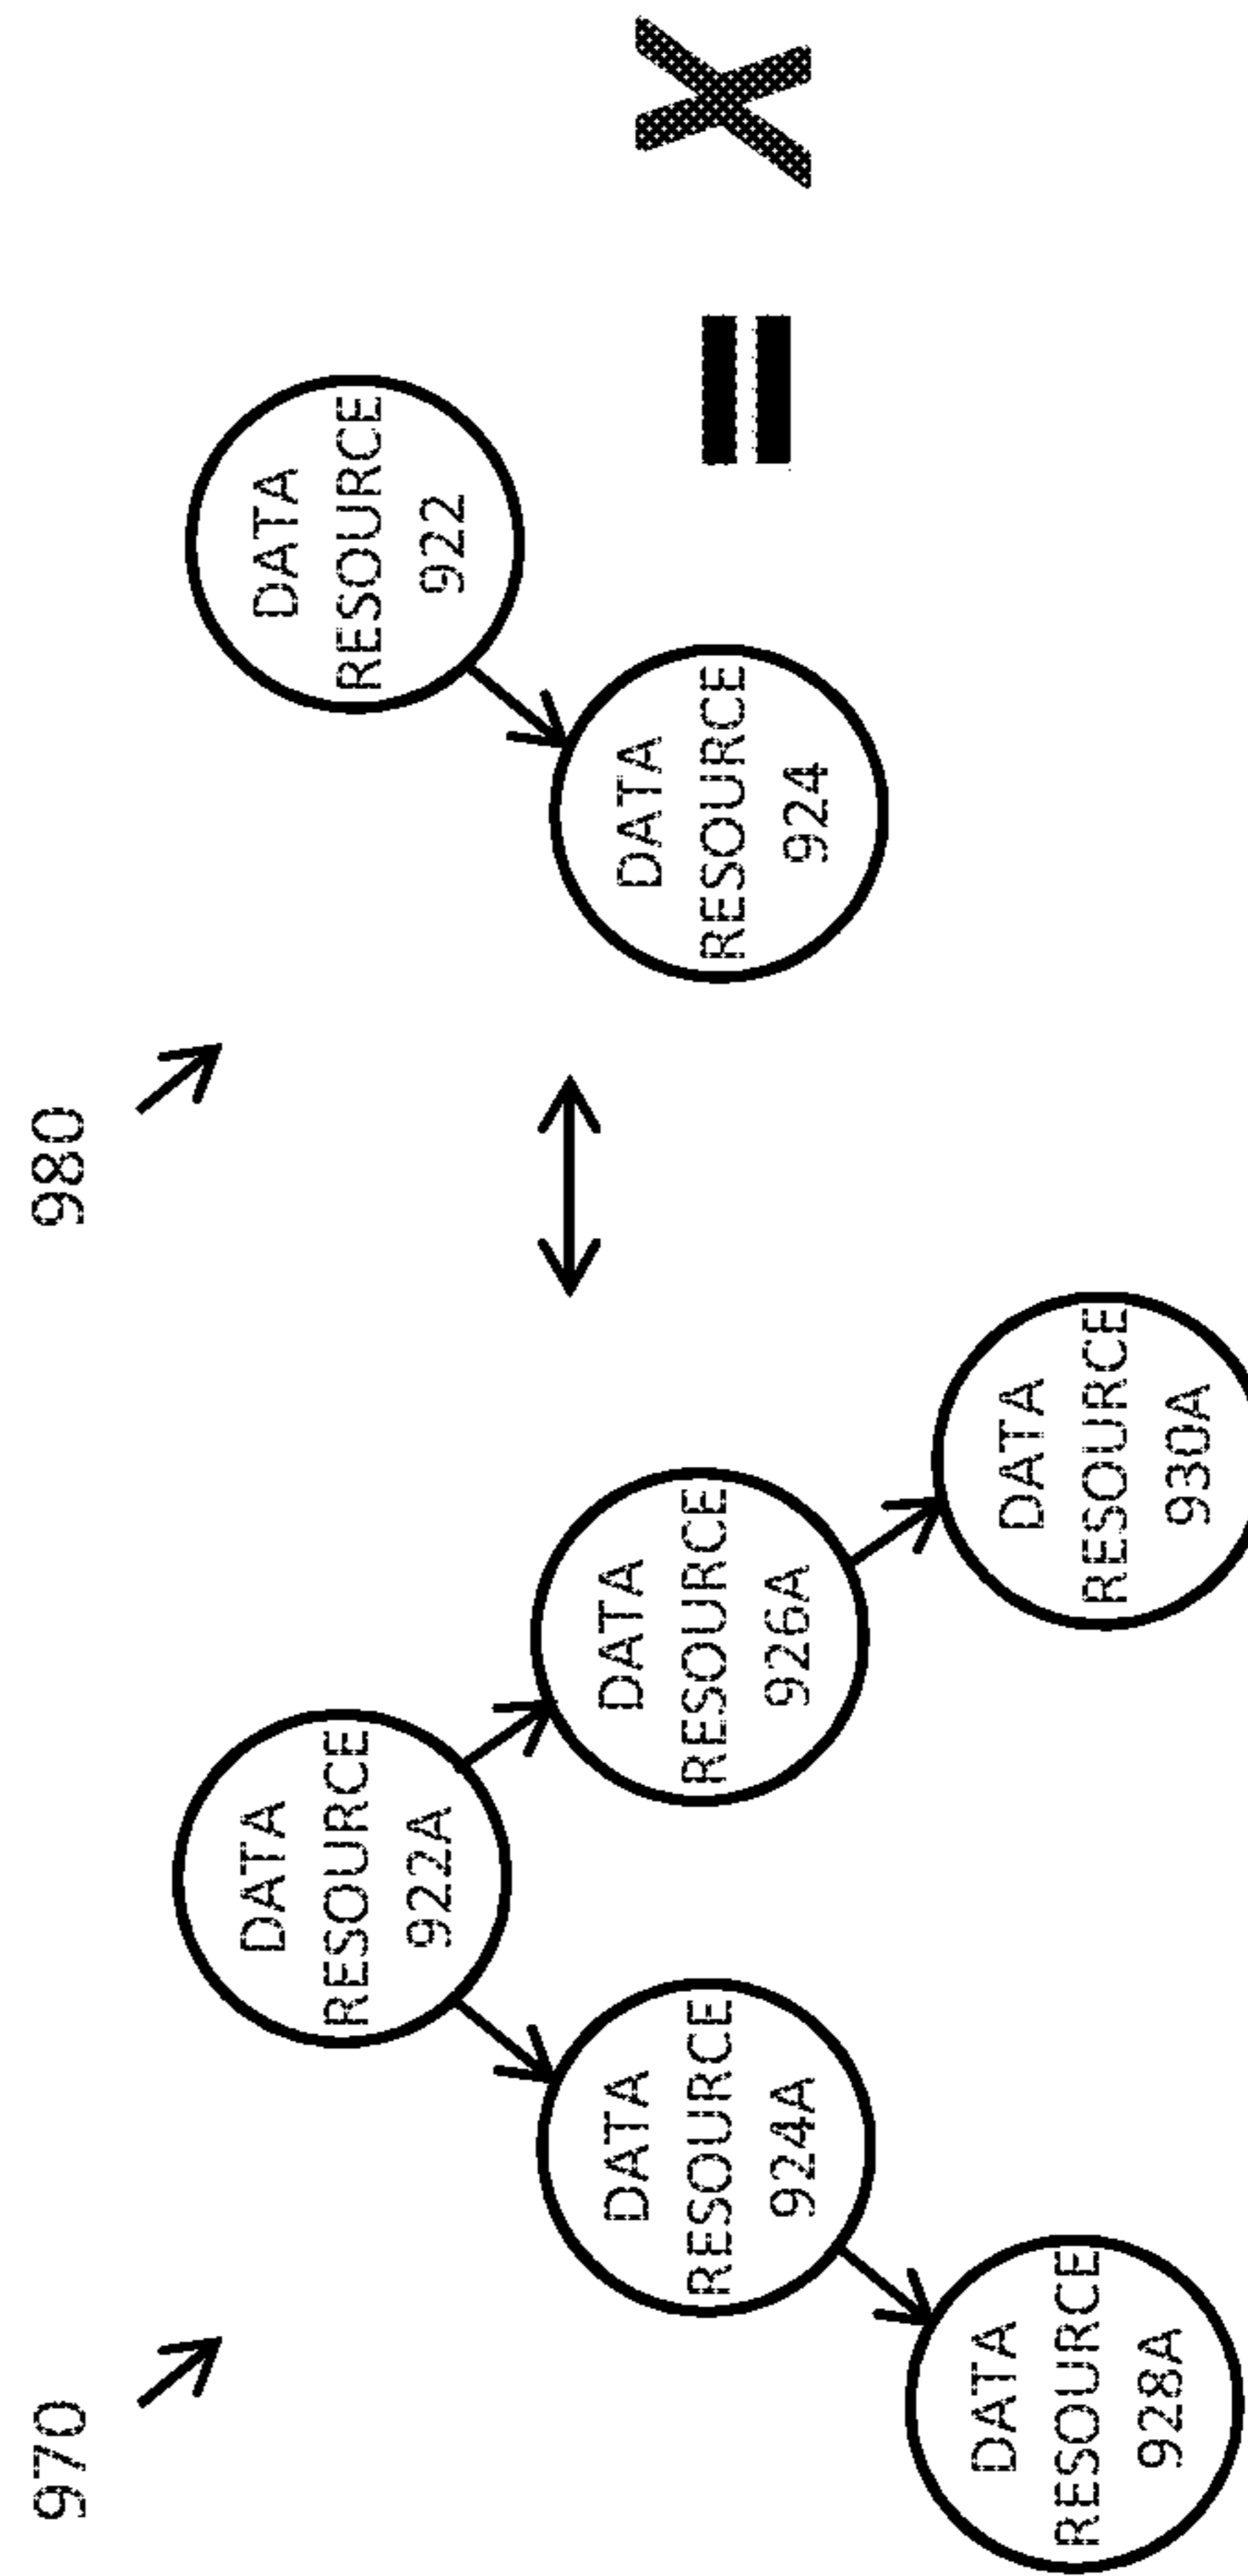 970
980
DATA
RESOURCE
922A
DATA
RESOURCE
922
DATA
RESOURCE
924A
DATA
RESOURCE
926A
DATA
RESOURCE
924
= X
DATA
RESOURCE
928A
DATA
RESOURCE
930A